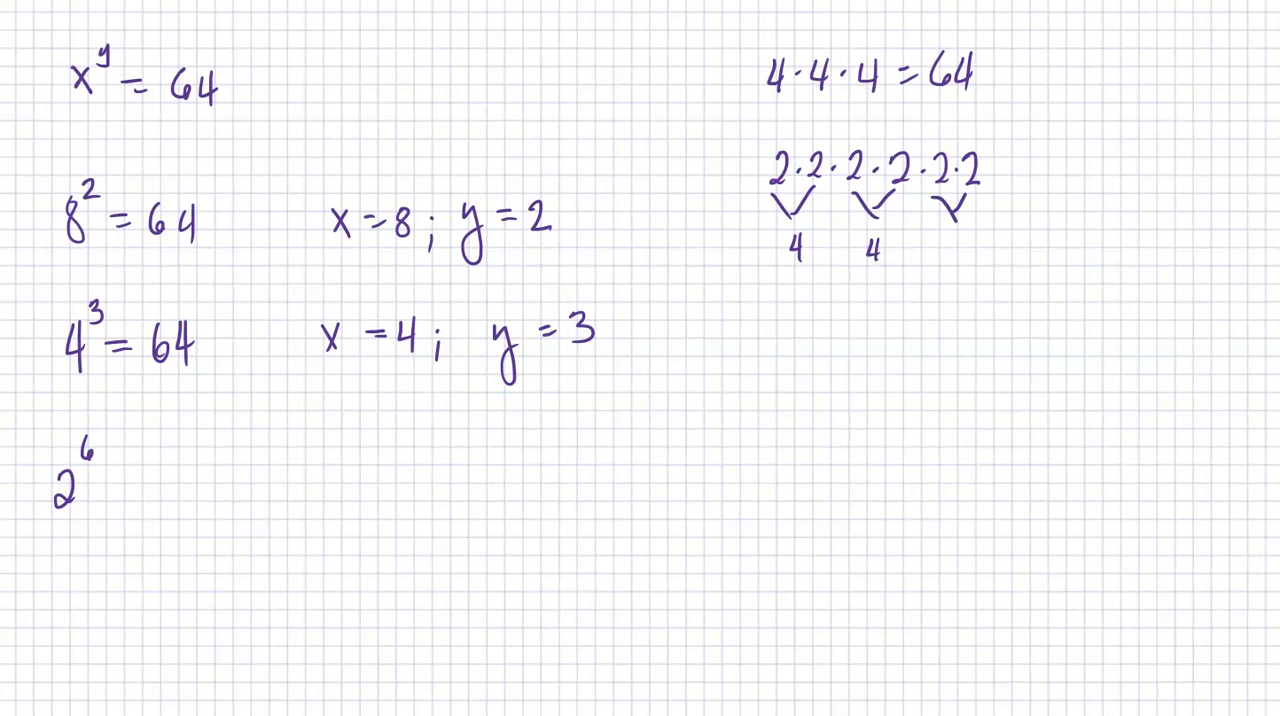 x^y = 64
8^2 = 64 x = 8 ; y = 2
4^3 = 64 x = 4 ; y = 3
2^6
4 · 4 · 4 = 64
2 · 2 · 2 · 2 · 2 · 2
4 4